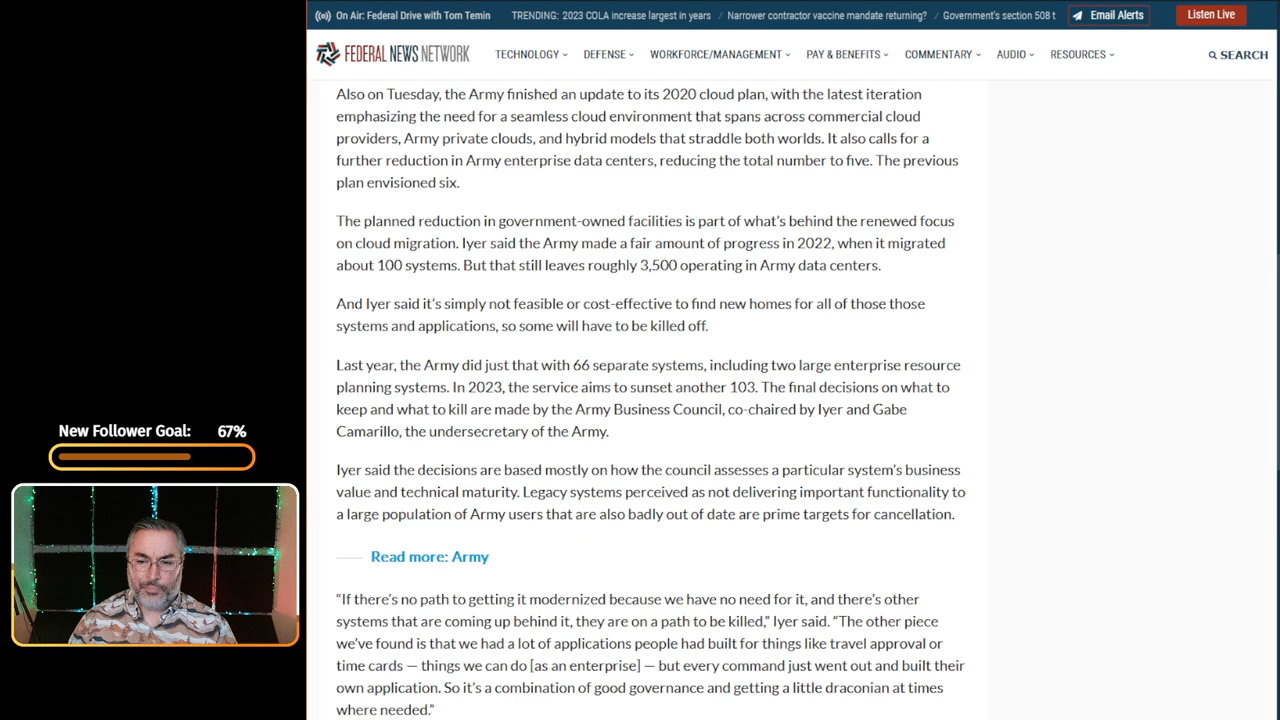 On Air: Federal Drive with Tom Temin TRENDING: 2023 COLA increase largest in years / Narrower contractor vaccine mandate returning? / Government's section 508 t Email Alerts Listen Live
FEDERAL NEWS NETWORK TECHNOLOGY DEFENSE WORKFORCE/MANAGEMENT PAY & BENEFITS COMMENTARY AUDIO RESOURCES SEARCH
Also on Tuesday, the Army finished an update to its 2020 cloud plan, with the latest iteration
emphasizing the need for a seamless cloud environment that spans across commercial cloud
providers, Army private clouds, and hybrid models that straddle both worlds. It also calls for a
further reduction in Army enterprise data centers, reducing the total number to five. The previous
plan envisioned six.
The planned reduction in government-owned facilities is part of what's behind the renewed focus
on cloud migration. Iyer said the Army made a fair amount of progress in 2022, when it migrated
about 100 systems. But that still leaves roughly 3,500 operating in Army data centers.
And Iyer said it's simply not feasible or cost-effective to find new homes for all of those those
systems and applications, so some will have to be killed off.
Last year, the Army did just that with 66 separate systems, including two large enterprise resource
planning systems. In 2023, the service aims to sunset another 103. The final decisions on what to
keep and what to kill are made by the Army Business Council, co-chaired by Iyer and Gabe
Camarillo, the undersecretary of the Army.
Iyer said the decisions are based mostly on how the council assesses a particular system's business
value and technical maturity. Legacy systems perceived as not delivering important functionality to
a large population of Army users that are also badly out of date are prime targets for cancellation.
Read more: Army
“If there's no path to getting it modernized because we have no need for it, and there's other
systems that are coming up behind it, they are on a path to be killed,” Iyer said. “The other piece
we've found is that we had a lot of applications people had built for things like travel approval or
time cards — things we can do [as an enterprise] — but every command just went out and built their
own application. So it's a combination of good governance and getting a little draconian at times
where needed.”
New Follower Goal: 67%